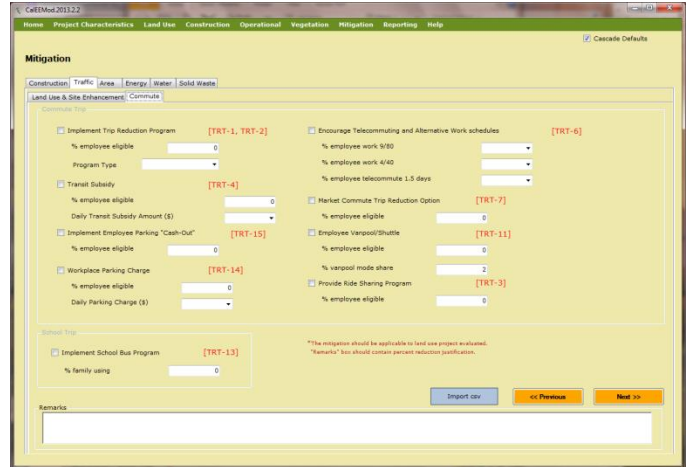 CalEEMod.2013.2.2
Home Project Characteristics Land Use Construction Operational Vegetation Mitigation Reporting Help
Cascade Defaults
Mitigation
Construction Traffic Area Energy Water Solid Waste
Land Use & Site Enhancement Commute
Commute Trip
Implement Trip Reduction Program [TRT-1, TRT-2]
% employee eligible 0
Program Type
Transit Subsidy [TRT-4]
% employee eligible 0
Daily Transit Subsidy Amount ($)
Implement Employee Parking "Cash-Out" [TRT-15]
% employee eligible 0
Workplace Parking Charge [TRT-14]
% employee eligible 0
Daily Parking Charge ($)
Encourage Telecommuting and Alternative Work schedules [TRT-6]
% employee work 9/80
% employee work 4/40
% employee telecommute 1.5 days
Market Commute Trip Reduction Option [TRT-7]
% employee eligible 0
Employee Vanpool/Shuttle [TRT-11]
% employee eligible 0
% vanpool mode share 2
Provide Ride Sharing Program [TRT-3]
% employee eligible 0
School Trip
Implement School Bus Program [TRT-13]
% family using 0
*The mitigation should be applicable to land use project evaluated.
"Remarks" box should contain percent reduction justification.
Import csv << Previous Next >>
Remarks